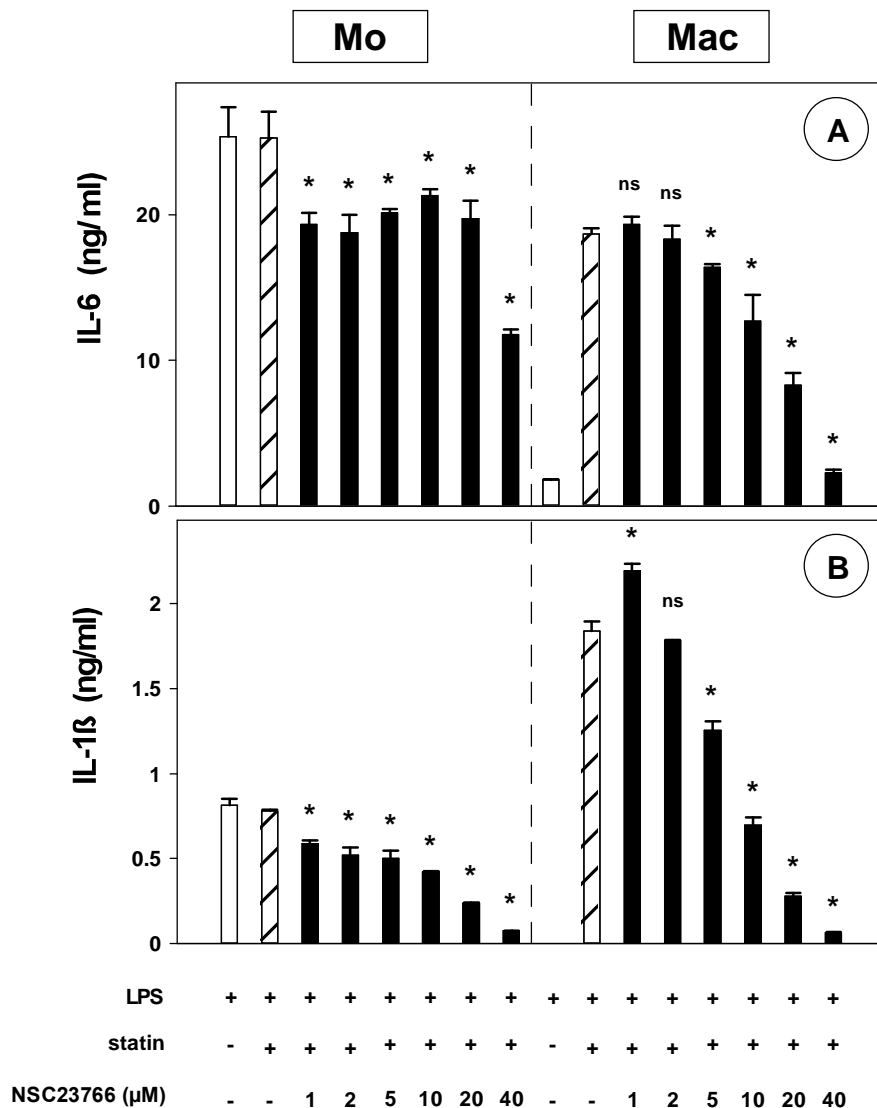 Mo Mac
A
IL-6 (ng/ml)
20
10
0
* * * * * *
ns ns * * * *
B
IL-1ß (ng/ml)
2
1.5
1
0.5
0
* * * * * *
* ns * * * *
LPS + + + + + + + + + + + + + + + +
statin - + + + + + + + - + + + + + + +
NSC23766 (µM) - - 1 2 5 10 20 40 - - 1 2 5 10 20 40